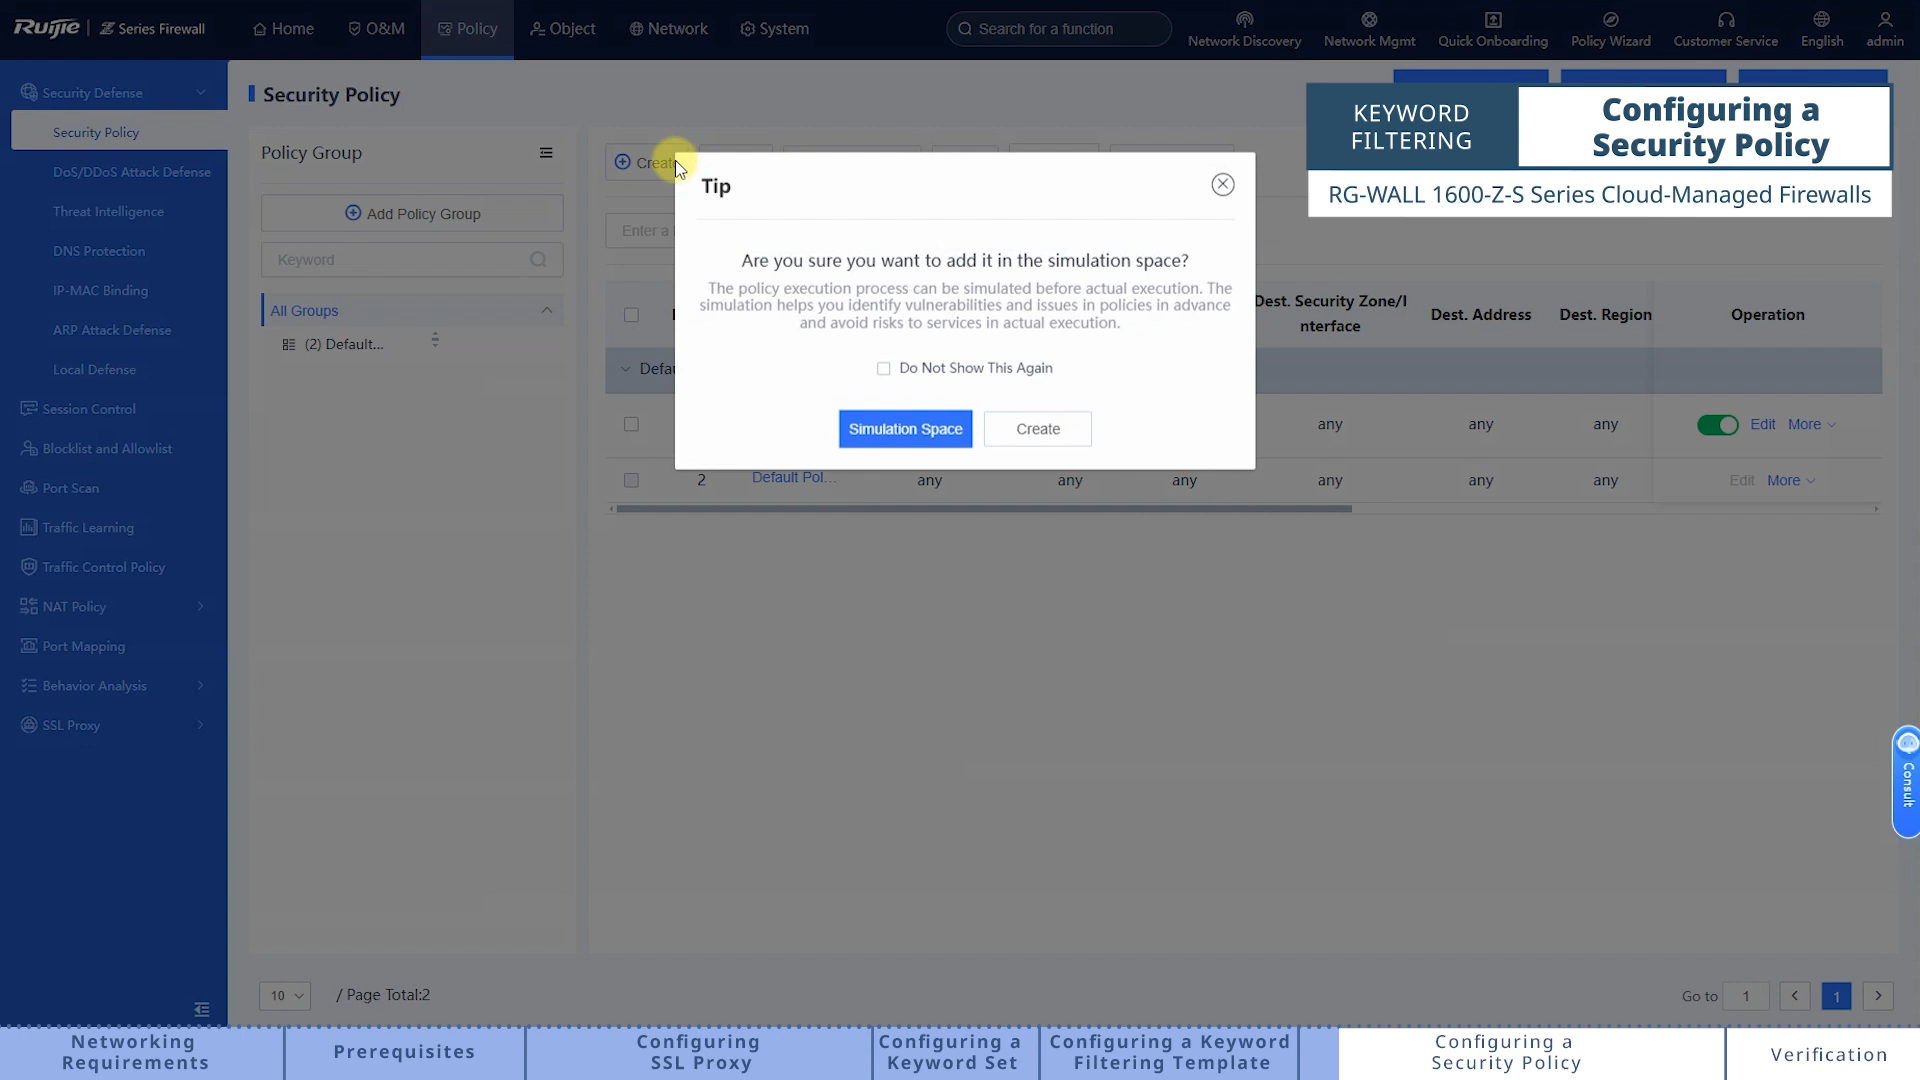 Ruijie | Series Firewall
Home
O&M
Policy
Object
Network
System
Search for a function
Network Discovery
Network Mgmt
Quick Onboarding
Policy Wizard
Customer Service
English
admin
Security Defense
Security Policy
DoS/DDoS Attack Defense
Threat Intelligence
DNS Protection
IP-MAC Binding
ARP Attack Defense
Local Defense
Session Control
Blocklist and Allowlist
Port Scan
Traffic Learning
Traffic Control Policy
NAT Policy
Port Mapping
Behavior Analysis
SSL Proxy
Security Policy
Policy Group
Add Policy Group
Keyword
All Groups
(2) Default...
KEYWORD
FILTERING
Configuring a
Security Policy
RG-WALL 1600-Z-S Series Cloud-Managed Firewalls
Enter a
Tip
Are you sure you want to add it in the simulation space?
The policy execution process can be simulated before actual execution. The
simulation helps you identify vulnerabilities and issues in policies in advance
and avoid risks to services in actual execution.
Do Not Show This Again
Simulation Space
Create
Dest. Security Zone/I
nterface
Dest. Address
Dest. Region
Operation
any any any Edit More
2 Default Pol... any any any any any any Edit More
Consult
10 / Page Total:2
Go to 1 < 1 >
Networking
Requirements
Prerequisites
Configuring
SSL Proxy
Configuring a
Keyword Set
Configuring a Keyword
Filtering Template
Configuring a
Security Policy
Verification